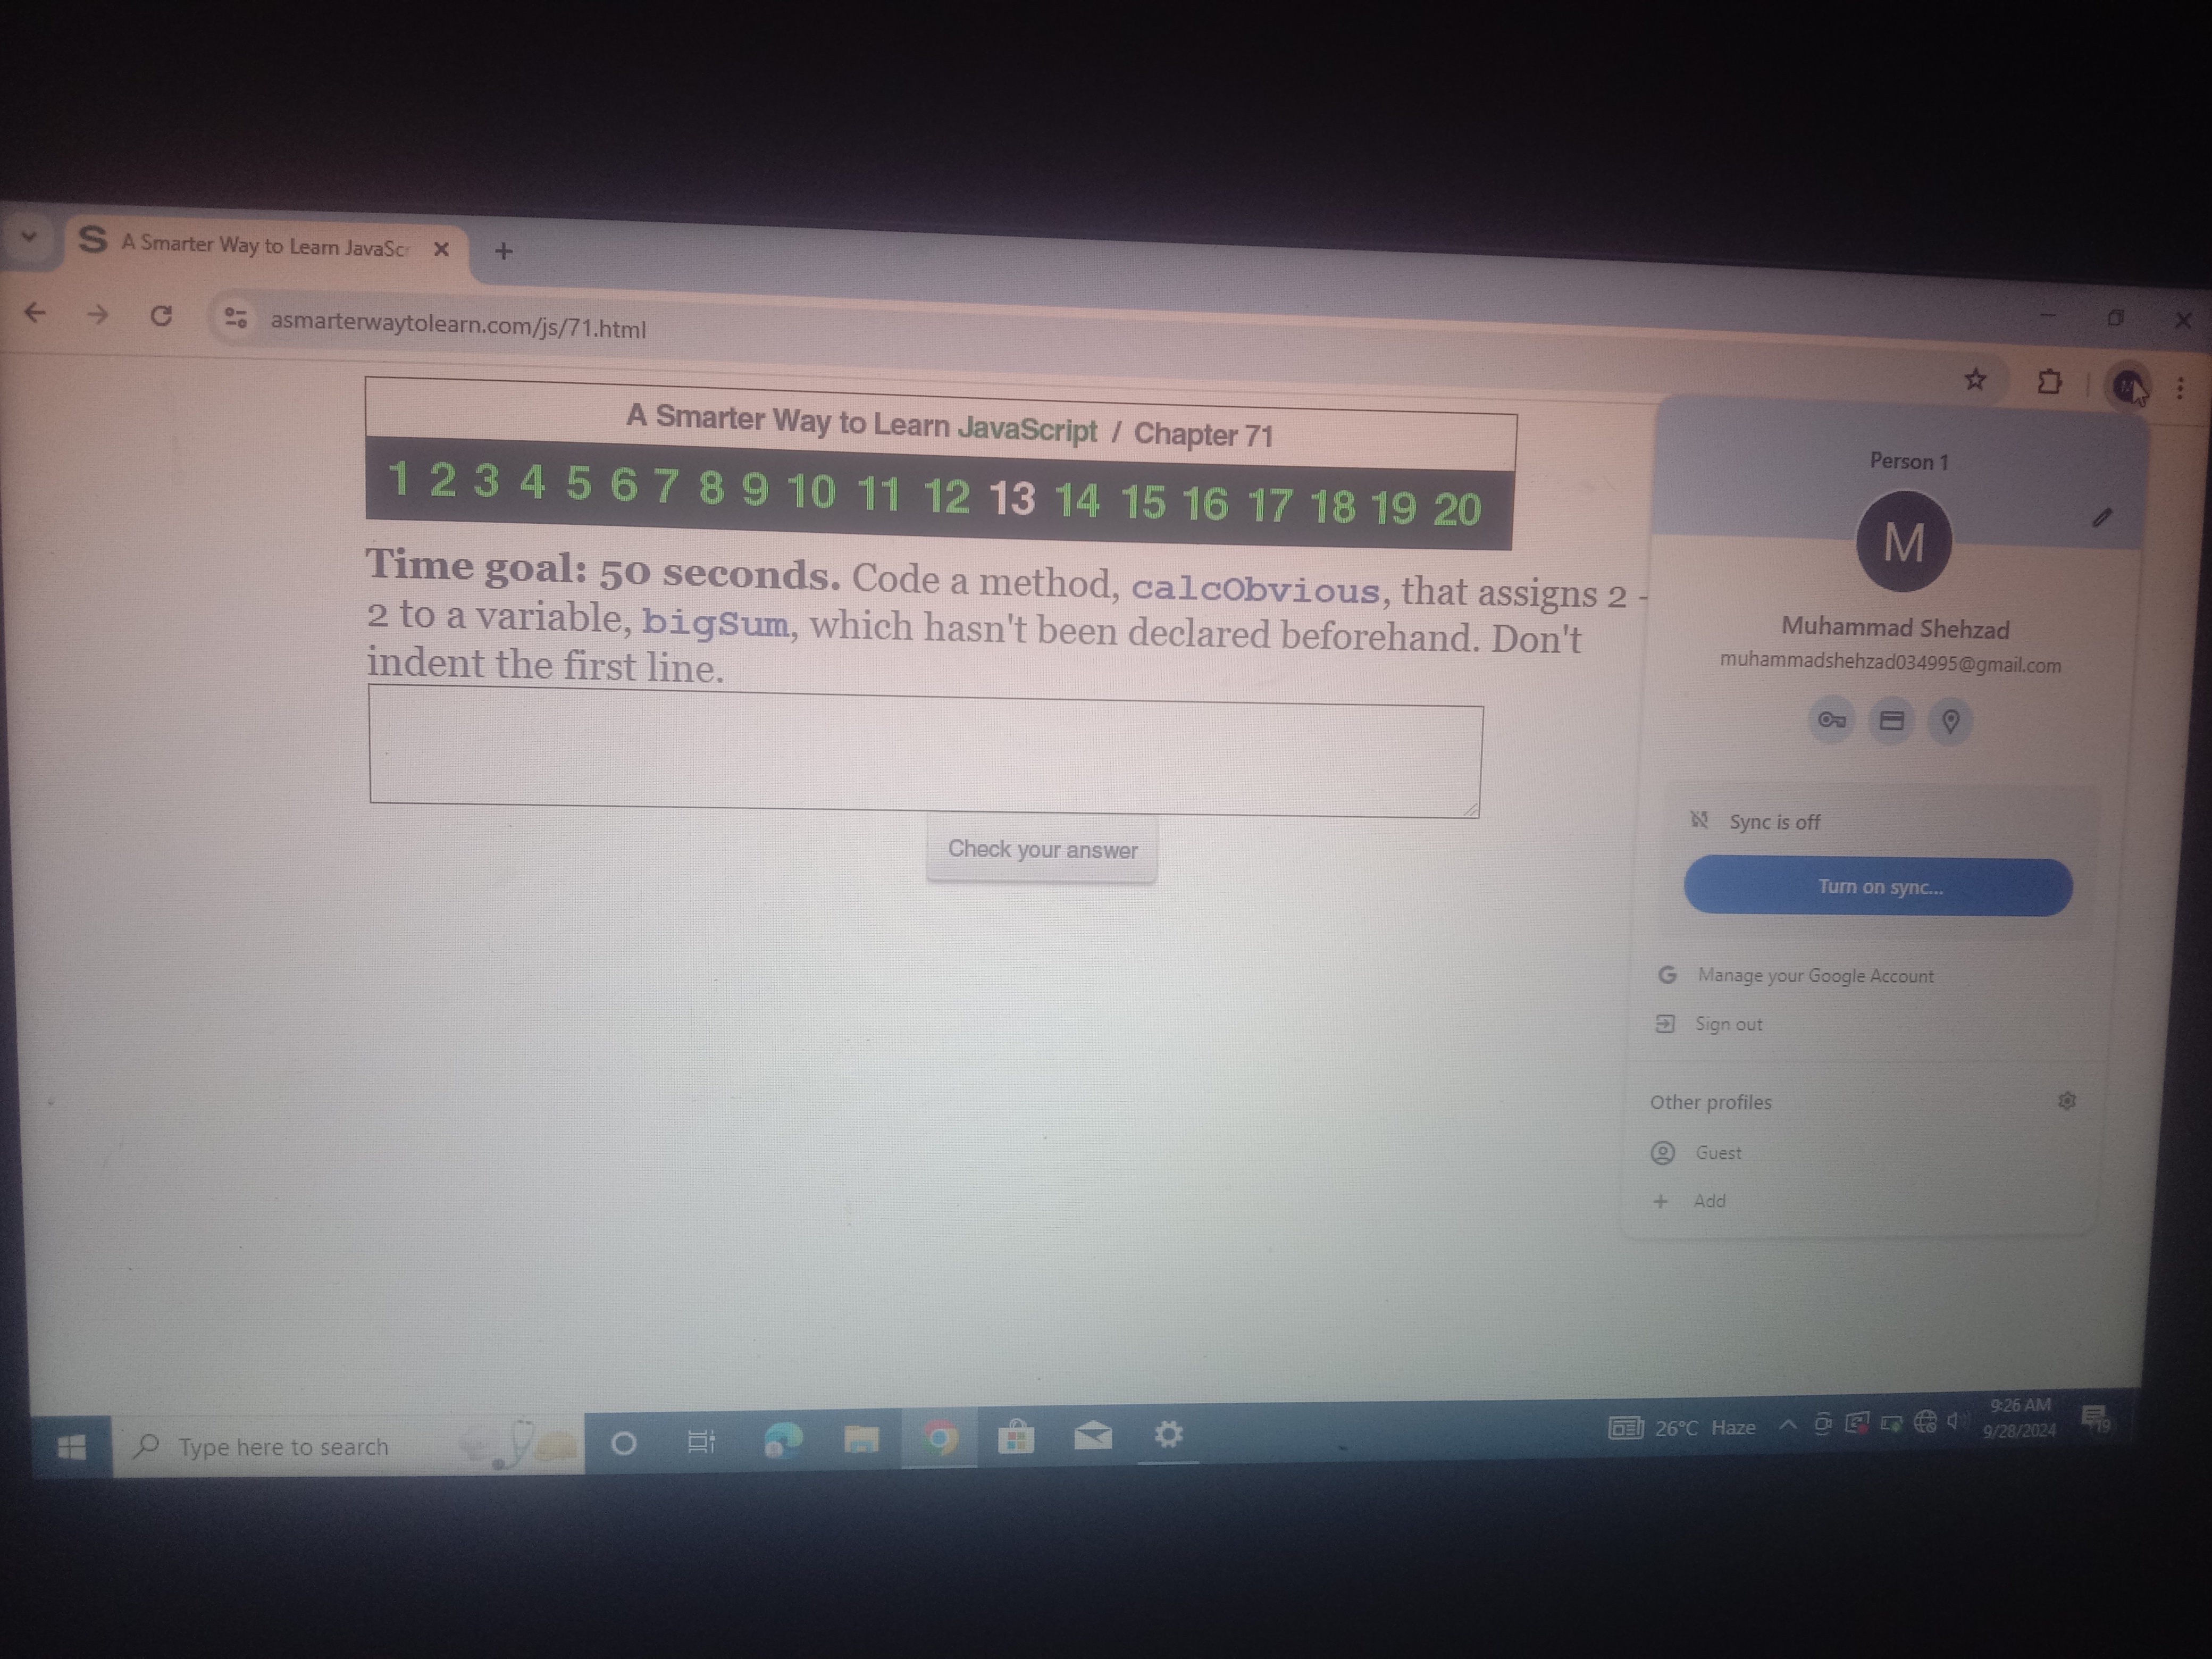 A Smarter Way to Learn JavaSc
asmarterwaytolearn.com/js/71.html
A Smarter Way to Learn JavaScript / Chapter 71
1 2 3 4 5 6 7 8 9 10 11 12 13 14 15 16 17 18 19 20
Time goal: 50 seconds. Code a method, calcObvious, that assigns 2 -
2 to a variable, bigSum, which hasn't been declared beforehand. Don't
indent the first line.
Check your answer
Person 1
M
Muhammad Shehzad
muhammadshehzad034995@gmail.com
Sync is off
Turn on sync...
Manage your Google Account
Sign out
Other profiles
Guest
Add
Type here to search
26°C Haze
9:26 AM
9/28/2024
19